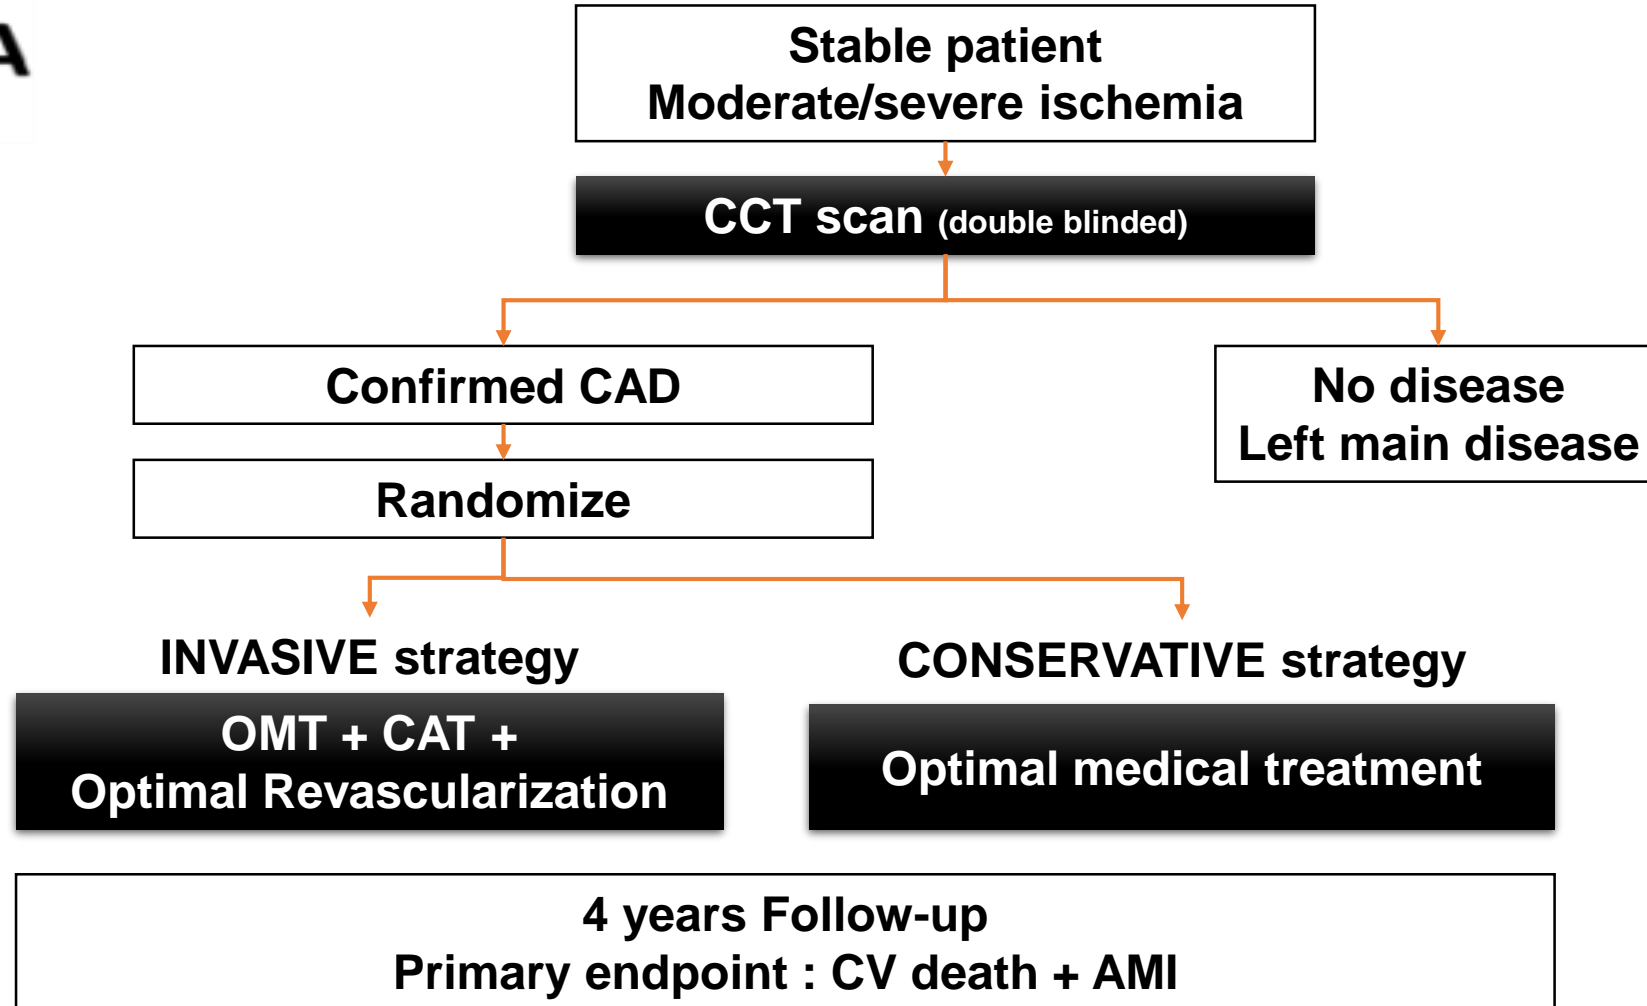 A
Stable patient
Moderate/severe ischemia
CCT scan (double blinded)
Confirmed CAD
No disease
Left main disease
Randomize
INVASIVE strategy
CONSERVATIVE strategy
OMT + CAT +
Optimal Revascularization
Optimal medical treatment
4 years Follow-up
Primary endpoint : CV death + AMI